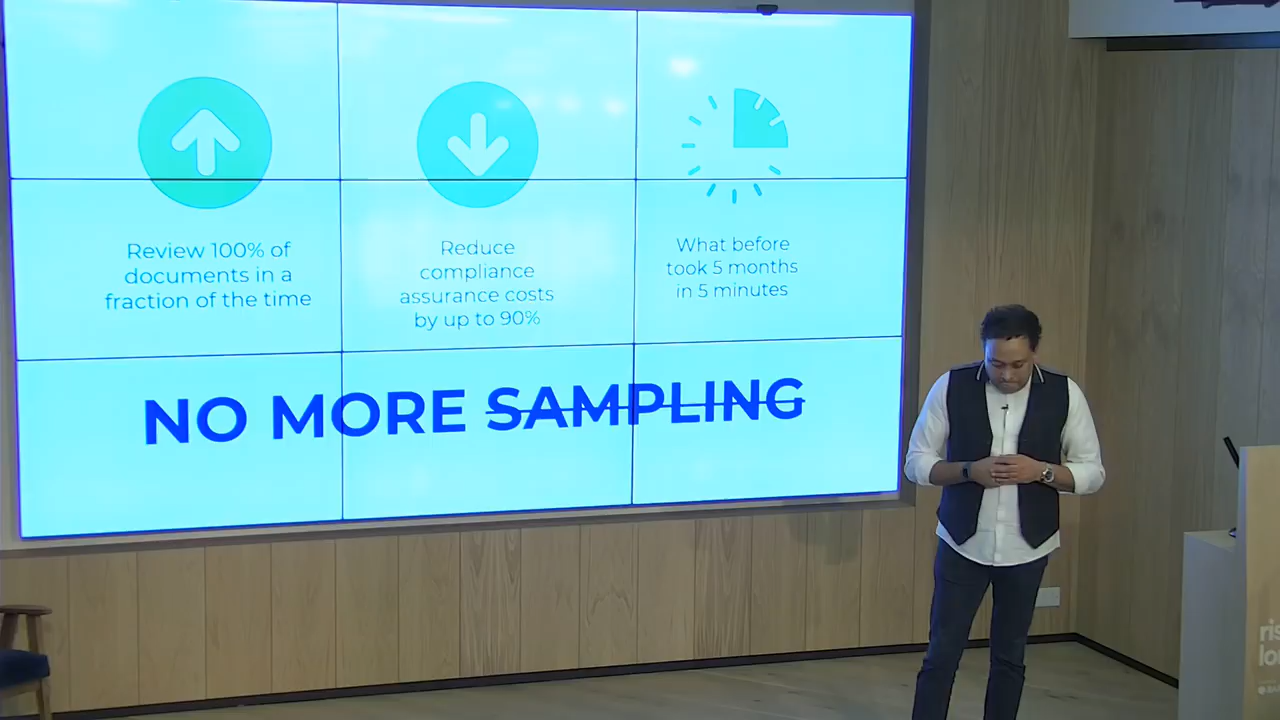 Review 100% of
documents in a
fraction of the time
Reduce
compliance
assurance costs
by up to 90%
What before
took 5 months
in 5 minutes
NO MORE SAMPLING